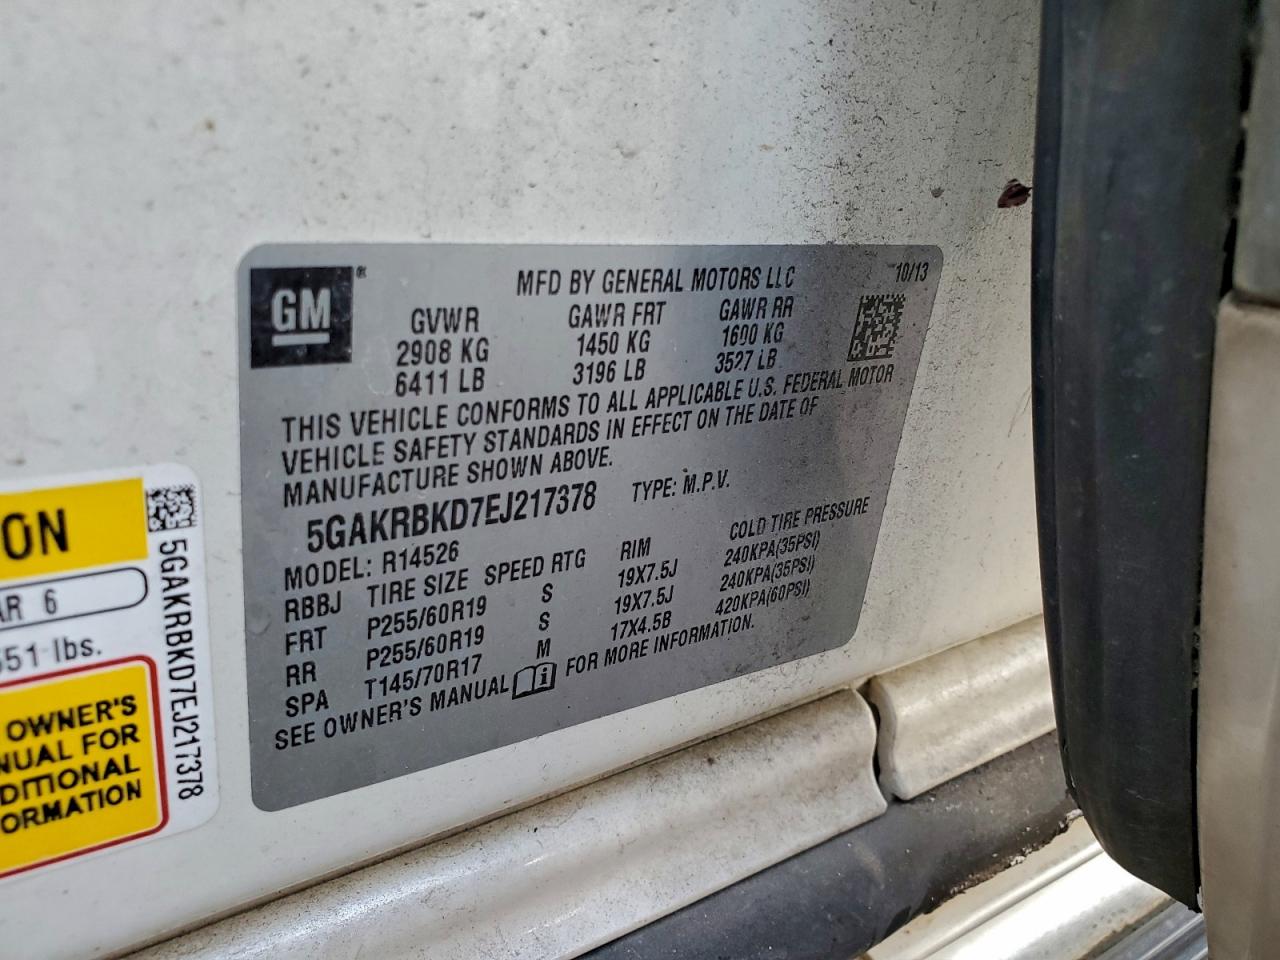 GM®
MFD BY GENERAL MOTORS LLC 10/13
GVWR GAWR FRT GAWR RR
2908 KG 1450 KG 1600 KG
6411 LB 3196 LB 3527 LB
THIS VEHICLE CONFORMS TO ALL APPLICABLE U.S. FEDERAL MOTOR
VEHICLE SAFETY STANDARDS IN EFFECT ON THE DATE OF
MANUFACTURE SHOWN ABOVE.
5GAKRBKD7EJ217378 TYPE: M.P.V.
MODEL: R14526
RBBJ TIRE SIZE SPEED RTG RIM COLD TIRE PRESSURE
FRT P255/60R19 S 19X7.5J 240KPA(35PSI)
RR P255/60R19 S 19X7.5J 240KPA(35PSI)
SPA T145/70R17 M 17X4.5B 420KPA(60PSI)
SEE OWNER'S MANUAL FOR MORE INFORMATION.
ON
AR 6
551 lbs.
OWNER'S
NUAL FOR
DITIONAL
ORMATION
5GAKRBKD7EJ217378